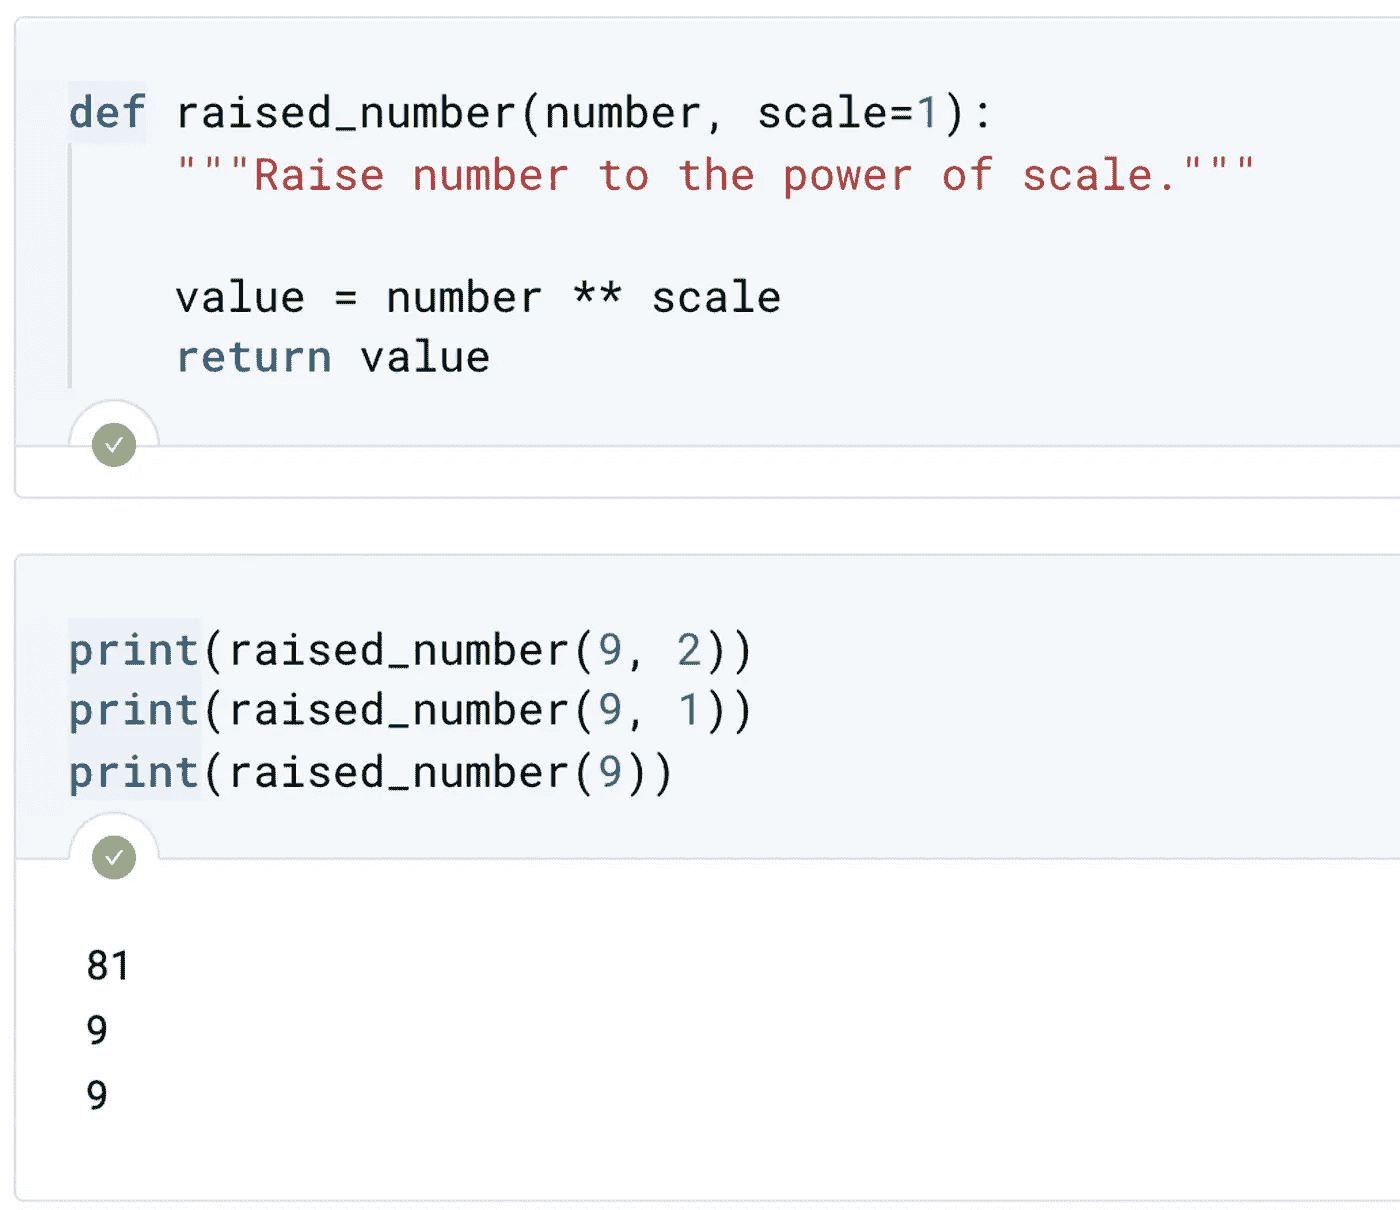 def raised_number(number, scale=1):
    """Raise number to the power of scale."""
    value = number ** scale
    return value
print(raised_number(9, 2))
print(raised_number(9, 1))
print(raised_number(9))
81
9
9